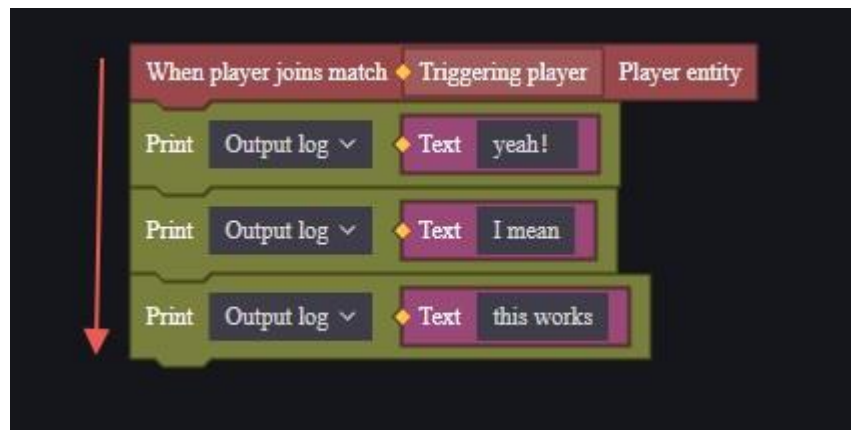 When player joins match Triggering player Player entity
Print Output log Text yeah!
Print Output log Text I mean
Print Output log Text this works